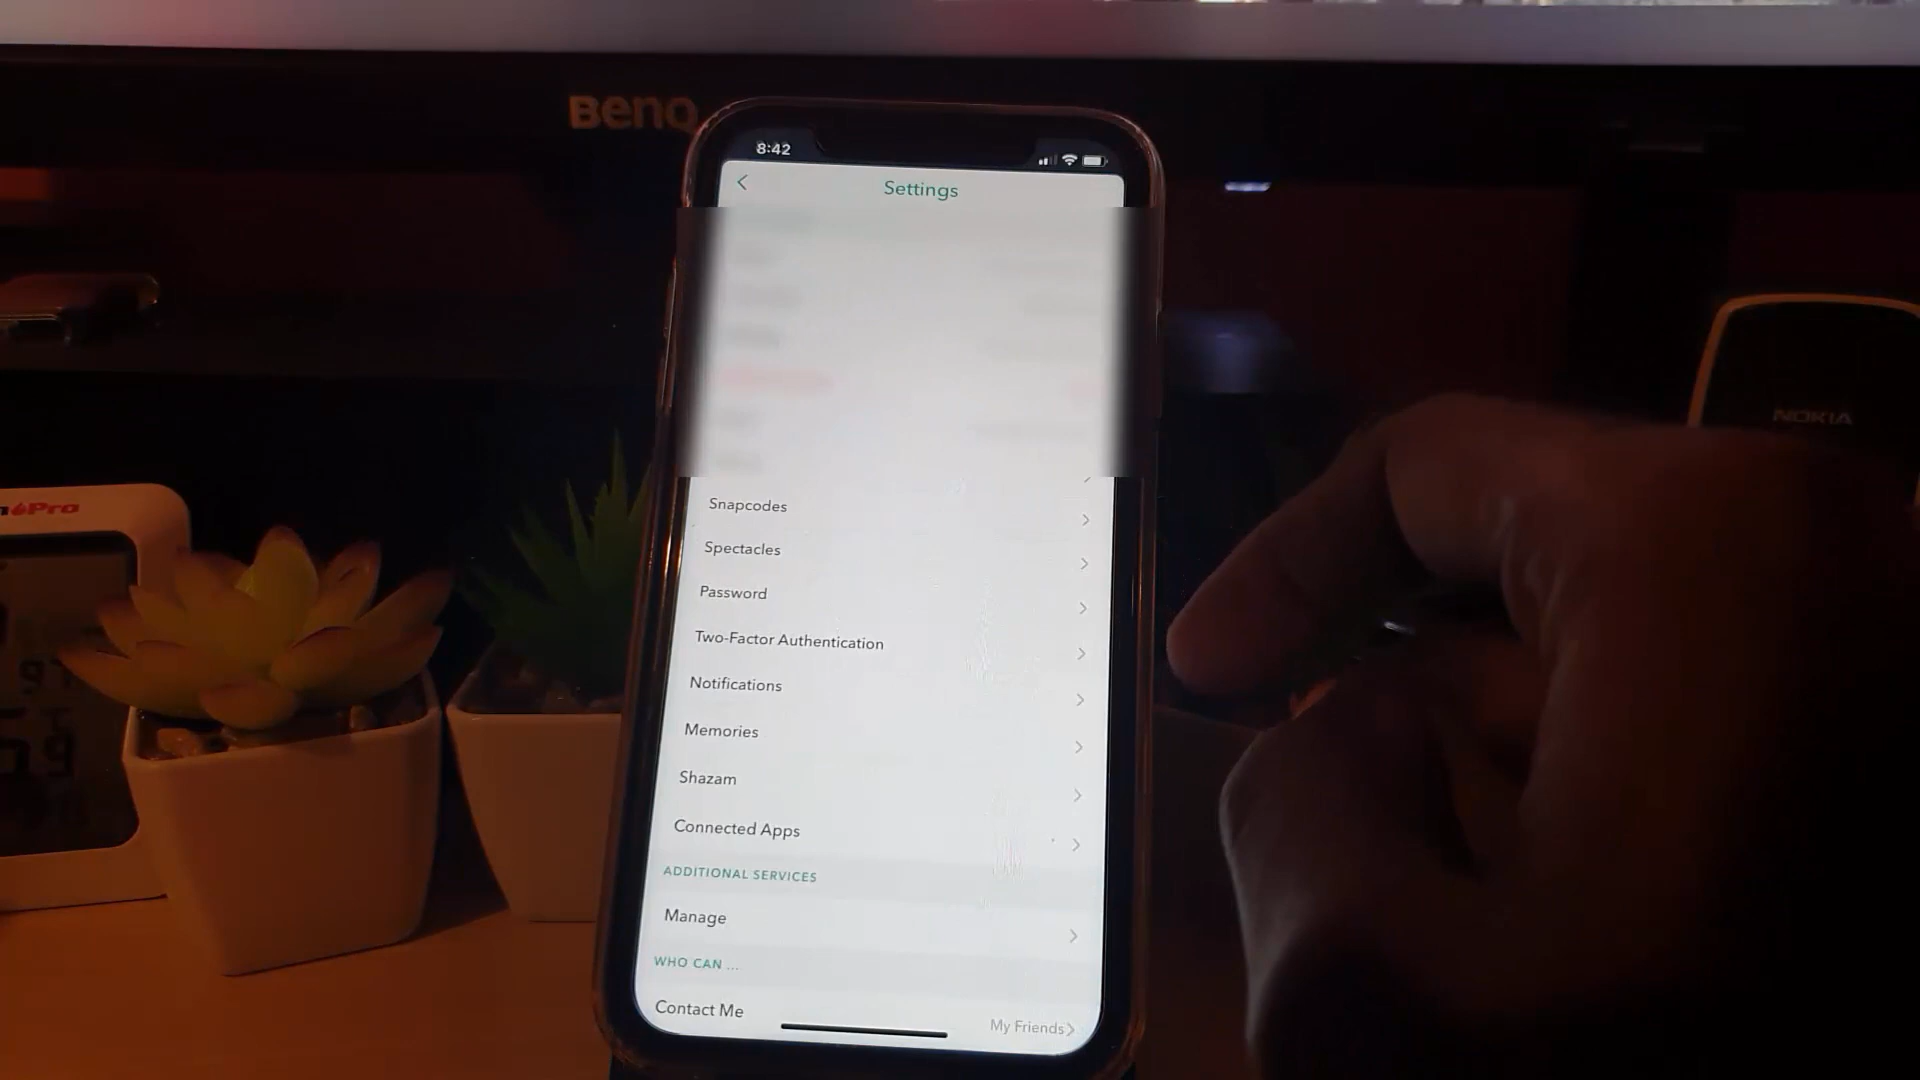 BenQ
8:42
Settings
NOKIA
Snapcodes
Spectacles
Password
Two-Factor Authentication
Notifications
Memories
Shazam
Connected Apps
ADDITIONAL SERVICES
Manage
WHO CAN ...
Contact Me
My Friends
Pro